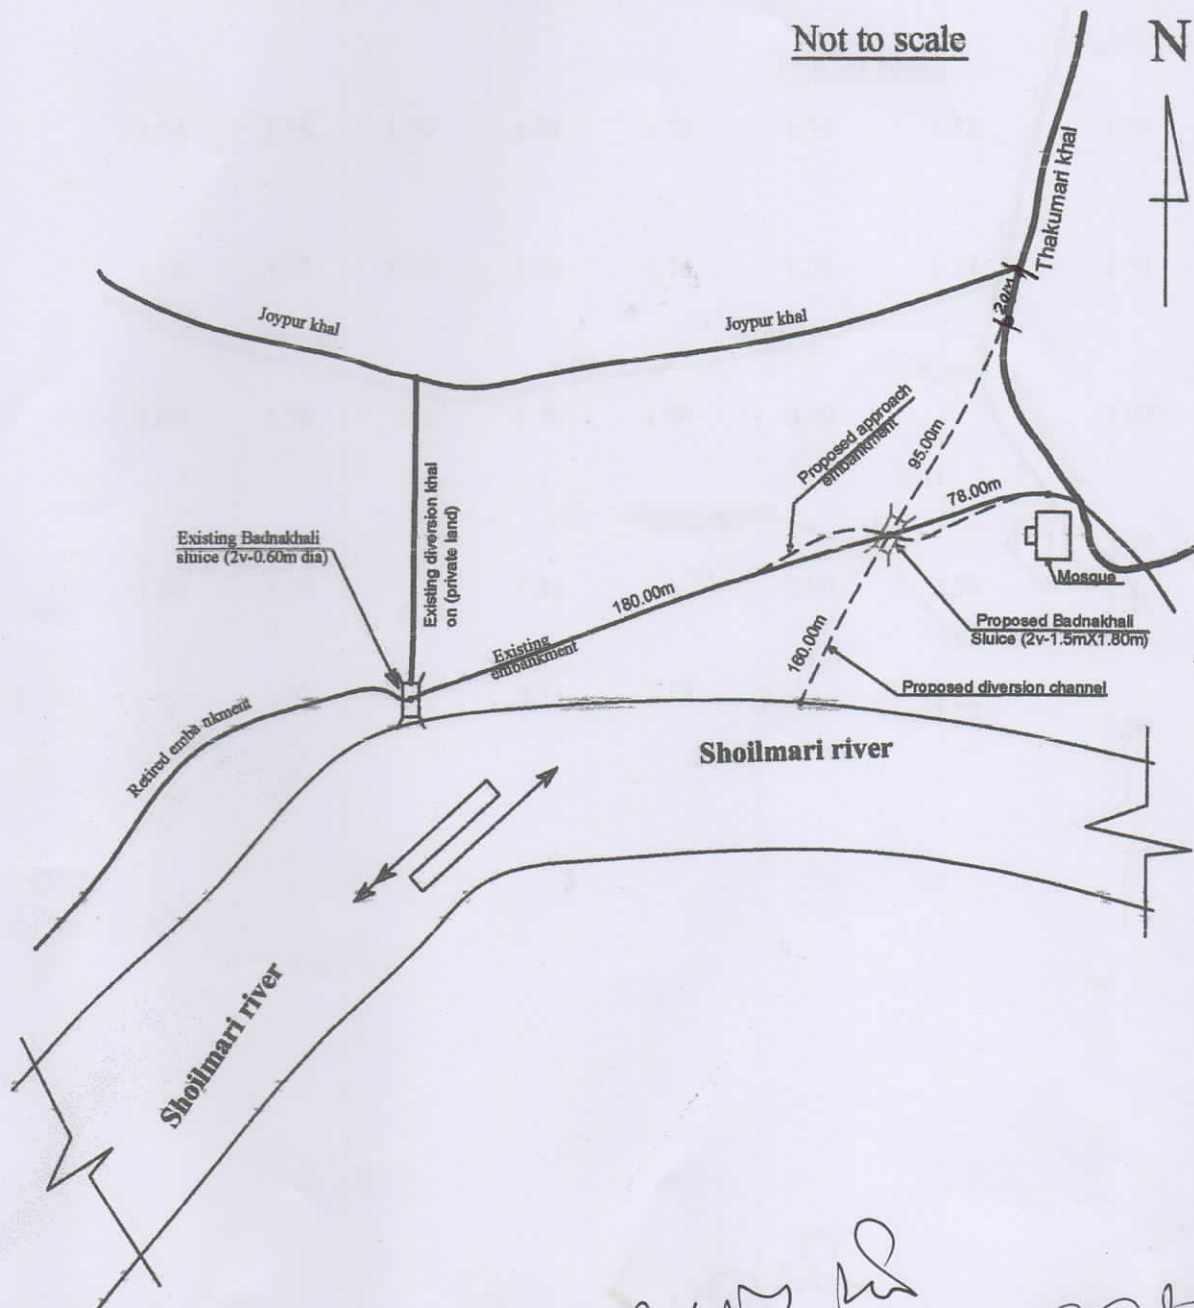 Not to scale
N
Thakumari khal
20m
Joypur khal
Joypur khal
Proposed approach
embankment
95.00m
78.00m
Existing Badnakhali
sluice (2v-0.60m dia)
Existing diversion khal
on (private land)
Mosque
180.00m
Proposed Badnakhali
Sluice (2v-1.5mX1.80m)
Existing
embankment
160.00m
Proposed diversion channel
Retired emba nkment
Shoilmari river
Shoilmari river